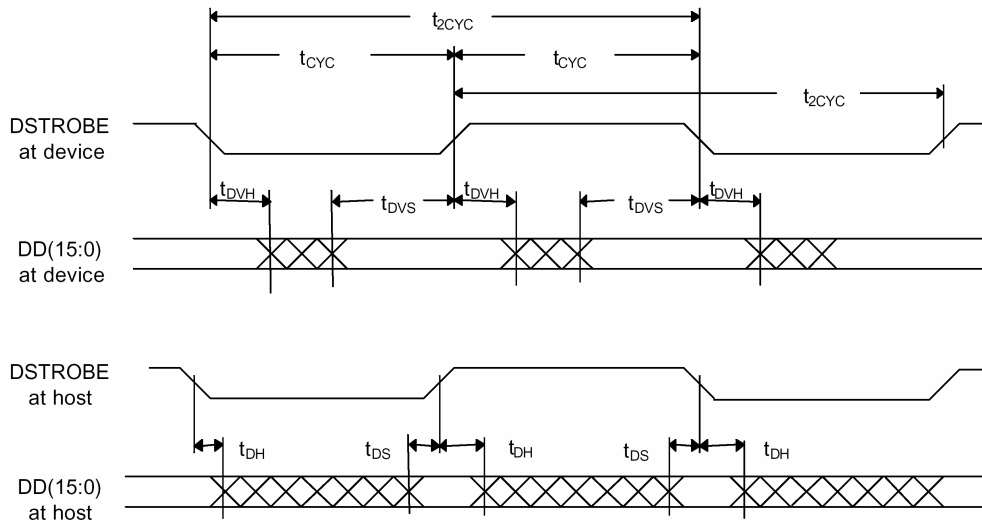 t2CYC
tCYC
tCYC
t2CYC
DSTROBE
at device
tDVH
tDVS
tDVH
tDVS
tDVH
DD(15:0)
at device
DSTROBE
at host
tDH
tDS
tDH
tDS
tDH
DD(15:0)
at host